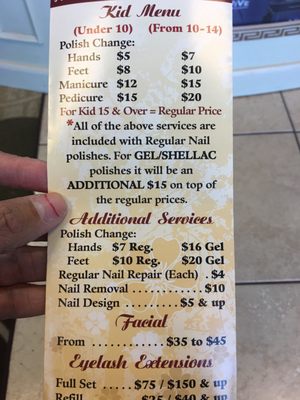 Kid Menu
(Under 10) (From 10-14)
Polish Change:
Hands $5 $7
Feet $8 $10
Manicure $12 $15
Pedicure $15 $20
For Kid 15 & Over = Regular Price
*All of the above services are
included with Regular Nail
polishes. For GEL/SHELLAC
polishes it will be an
ADDITIONAL $15 on top of
the regular prices.
Additional Services
Polish Change:
Hands $7 Reg. $16 Gel
Feet $10 Reg. $20 Gel
Regular Nail Repair (Each) . $4
Nail Removal ............ $10
Nail Design ......... $5 & up
Facial
From ............... $35 to $45
Eyelash Extensions
Full Set ..... $75 / $150 & up
Refill $25 / $40 & up